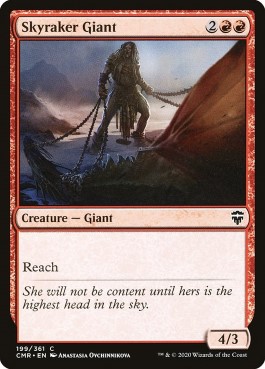 Skyraker Giant 2
Creature — Giant
Reach
She will not be content until hers is the
highest head in the sky.
4/3
199/361 C
CMR • EN Anastasia Ovchinnikova
™ & © 2020 Wizards of the Coast